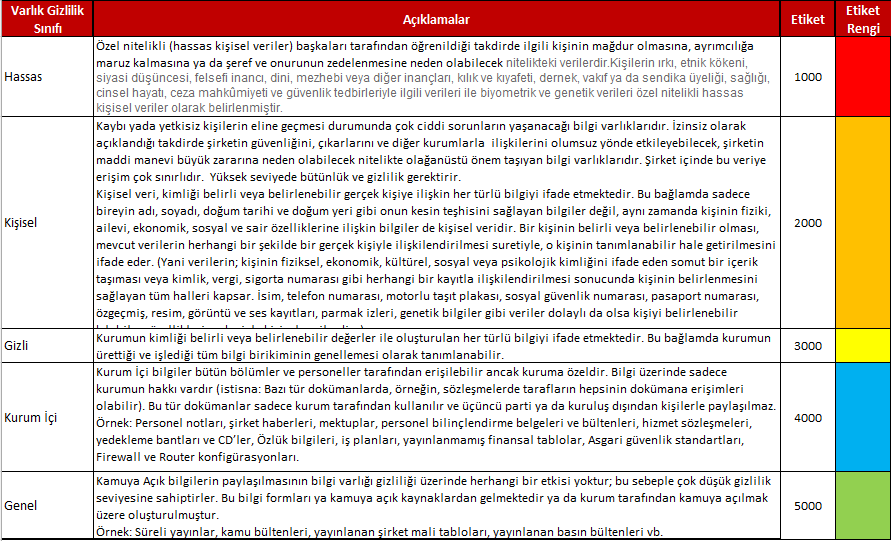 Varlık Gizlilik
Sınıfı
Açıklamalar
Etiket
Etiket
Rengi
Hassas
Özel nitelikli (hassas kişisel veriler) başkaları tarafından öğrenildiği takdirde ilgili kişinin mağdur olmasına, ayrımcılığa
maruz kalmasına ya da şeref ve onurunun zedelenmesine neden olabilecek nitelikteki verilerdir.Kişilerin ırkı, etnik kökeni,
siyasi düşüncesi, felsefi inancı, dini, mezhebi veya diğer inançları, kılık ve kıyafeti, dernek, vakıf ya da sendika üyeliği, sağlığı,
cinsel hayatı, ceza mahkûmiyeti ve güvenlik tedbirleriyle ilgili verileri ile biyometrik ve genetik verileri özel nitelikli hassas
kişisel veriler olarak belirlenmiştir.
1000
Kişisel
Kaybı yada yetkisiz kişilerin eline geçmesi durumunda çok ciddi sorunların yaşanacağı bilgi varlıklarıdır. İzinsiz olarak
açıklandığı takdirde şirketin güvenliğini, çıkarlarını ve diğer kurumlarla ilişkilerini olumsuz yönde etkileyebilecek, şirketin
maddi manevi büyük zararına neden olabilecek nitelikte olağanüstü önem taşıyan bilgi varlıklarıdır. Şirket içinde bu veriye
erişim çok sınırlıdır. Yüksek seviyede bütünlük ve gizlilik gerektirir.
Kişisel veri, kimliği belirli veya belirlenebilir gerçek kişiye ilişkin her türlü bilgiyi ifade etmektedir. Bu bağlamda sadece
bireyin adı, soyadı, doğum tarihi ve doğum yeri gibi onun kesin teşhisini sağlayan bilgiler değil, aynı zamanda kişinin fiziki,
ailevi, ekonomik, sosyal ve sair özelliklerine ilişkin bilgiler de kişisel veridir. Bir kişinin belirli veya belirlenebilir olması,
mevcut verilerin herhangi bir şekilde bir gerçek kişiyle ilişkilendirilmesi suretiyle, o kişinin tanımlanabilir hale getirilmesini
ifade eder. (Yani verilerin; kişinin fiziksel, ekonomik, kültürel, sosyal veya psikolojik kimliğini ifade eden somut bir içerik
taşıması veya kimlik, vergi, sigorta numarası gibi herhangi bir kayıtla ilişkilendirilmesi sonucunda kişinin belirlenmesini
sağlayan tüm halleri kapsar. İsim, telefon numarası, motorlu taşıt plakası, sosyal güvenlik numarası, pasaport numarası,
özgeçmiş, resim, görüntü ve ses kayıtları, parmak izleri, genetik bilgiler gibi veriler dolaylı da olsa kişiyi belirlenebilir
2000
Gizli
Kurumun kimliği belirli veya belirlenebilir değerler ile oluşturulan her türlü bilgiyi ifade etmektedir. Bu bağlamda kurumun
ürettiği ve işlediği tüm bilgi birikiminin genellemesi olarak tanımlanabilir.
3000
Kurum İçi
Kurum İçi bilgiler bütün bölümler ve personeller tarafından erişilebilir ancak kuruma özeldir. Bilgi üzerinde sadece
kurumun hakkı vardır (istisna: Bazı tür dokümanlarda, örneğin, sözleşmelerde tarafların hepsinin dokümana erişimleri
olabilir). Bu tür dokümanlar sadece kurum tarafından kullanılır ve üçüncü parti ya da kuruluş dışından kişilerle paylaşılmaz.
Örnek: Personel notları, şirket haberleri, mektuplar, personel bilinçlendirme belgeleri ve bültenleri, hizmet sözleşmeleri,
yedekleme bantları ve CD'ler, Özlük bilgileri, iş planları, yayınlanmamış finansal tablolar, Asgari güvenlik standartları,
Firewall ve Router konfigürasyonları.
4000
Genel
Kamuya Açık bilgilerin paylaşılmasının bilgi varlığı gizliliği üzerinde herhangi bir etkisi yoktur; bu sebeple çok düşük gizlilik
seviyesine sahiptirler. Bu bilgi formları ya kamuya açık kaynaklardan gelmektedir ya da kurum tarafından kamuya açılmak
üzere oluşturulmuştur.
Örnek: Süreli yayınlar, kamu bültenleri, yayınlanan şirket mali tabloları, yayınlanan basın bültenleri vb.
5000